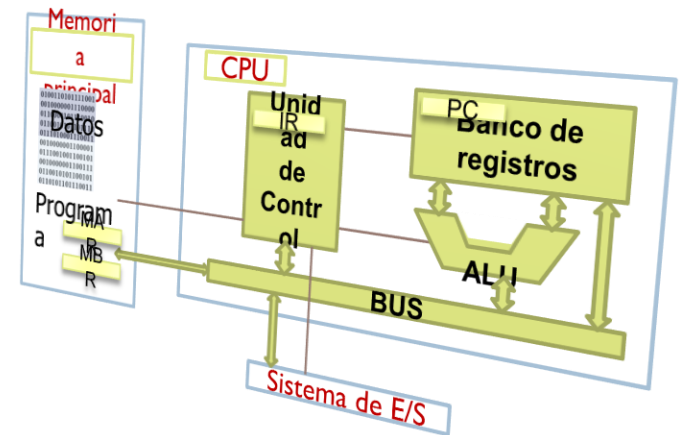 Memori
a
principal
Datos
Program
a
MA
R
MB
R
CPU
Unid
IR
ad
de
Contr
ol
PC
Banco de
registros
ALU
BUS
Sistema de E/S